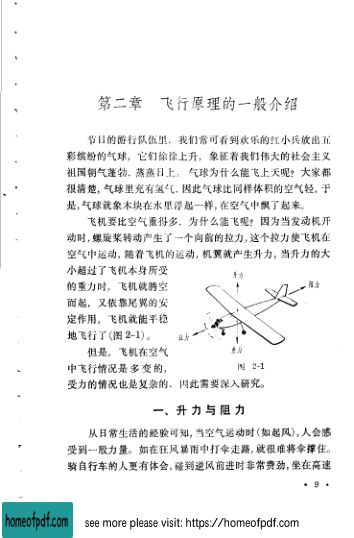 第二章 飞行原理的一般介绍
节日的游行队伍里，我们常可看到欢乐的红小兵放出五
彩缤纷的气球，它们徐徐上升，象征着我们伟大的社会主义
祖国朝气蓬勃，蒸蒸日上。气球为什么能飞上天呢？大家都
很清楚，气球里充有氢气，因此气球比同样体积的空气轻，于
是，气球就象木块在水里浮起一样，在空气中飘了起来。
飞机要比空气重得多，为什么能飞呢？因为当发动机开
动时，螺旋桨转动产生了一个向前的拉力，这个拉力使飞机在
空气中运动，随着飞机的运动，机翼就产生升力，当升力的大
小超过了飞机本身所受
的重力时，飞机就腾空
而起，又依靠尾翼的安
定作用，飞机就能平稳
地飞行了(图2-1)。
但是，飞机在空气
中飞行情况是多变的，
受力的情况也是复杂的，因此需要深入研究。
升力
阻力
拉力
重力
图 2-1
一、升力与阻力
从日常生活的经验可知，当空气运动时(如起风)，人会感
受到一股力量。如在狂风暴雨中打伞走路，就很难将伞撑住。
骑自行车的人更有体会，碰到逆风前进时非常费劲，坐在高速
• 9 •
homeofpdf.com
see more please visit: https://homeofpdf.com